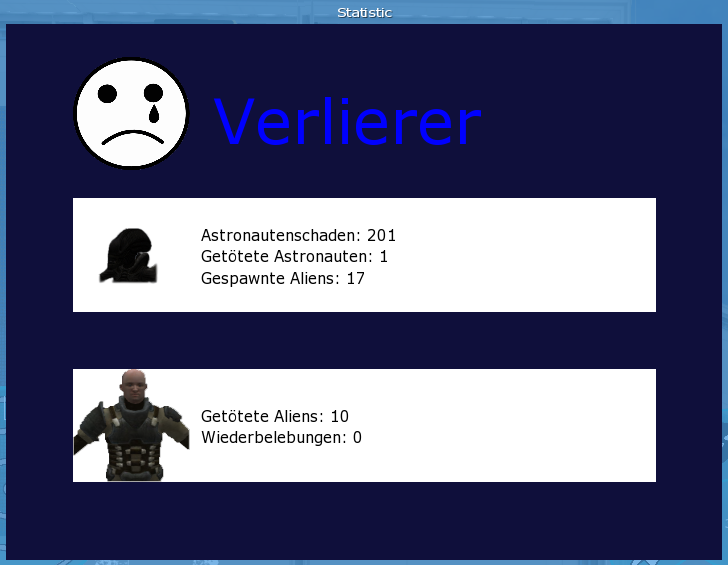 Statistic
Verlierer
Astronautenschaden: 201
Getötete Astronauten: 1
Gespawnte Aliens: 17
Getötete Aliens: 10
Wiederbelebungen: 0